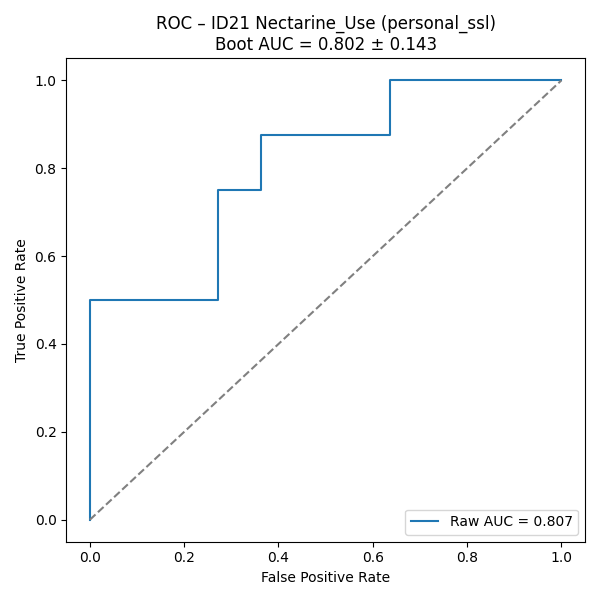 ROC – ID21 Nectarine_Use (personal_ssl)
Boot AUC = 0.802 ± 0.143
True Positive Rate
1.0
0.8
0.6
0.4
0.2
0.0
Raw AUC = 0.807
0.0 0.2 0.4 0.6 0.8 1.0
False Positive Rate